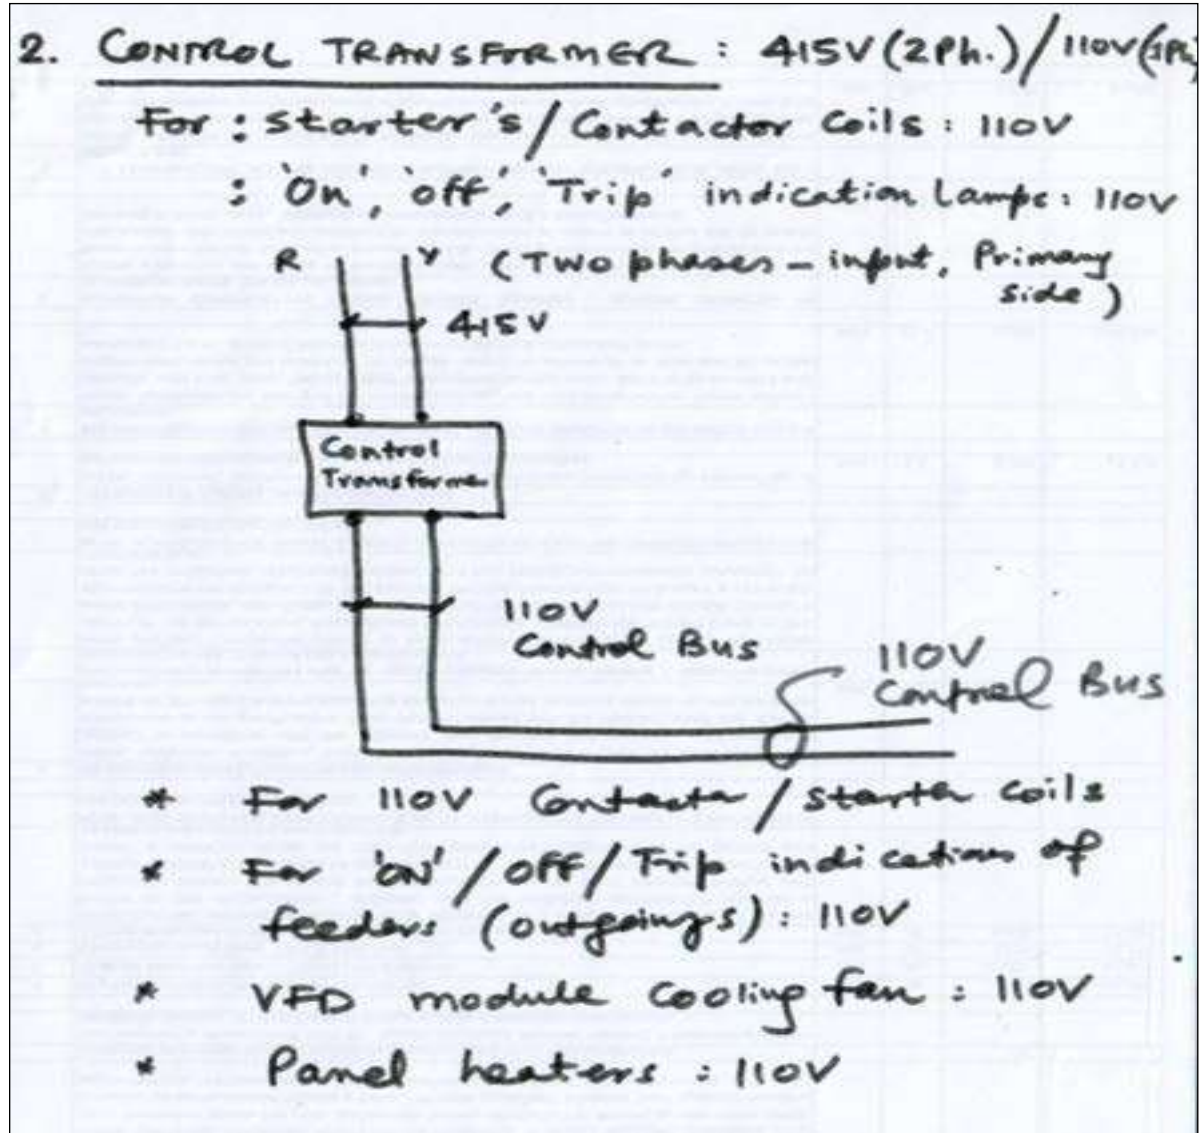 2. CONTROL TRANSFORMER : 415V (2Ph.) / 110V (1Ph)
For : Starter's / Contactor Coils : 110V
: 'On', 'off', 'Trip' indication Lamps : 110V
R Y (Two phases - input, Primary
side)
415V
Control
Transforme
110V
Control Bus
110V
Control Bus
* For 110V Contactor / starter coils
* For 'ON' / OFF / Trip indications of
feeders (outgoings) : 110V
* VFD module cooling fan : 110V
* Panel heaters : 110V